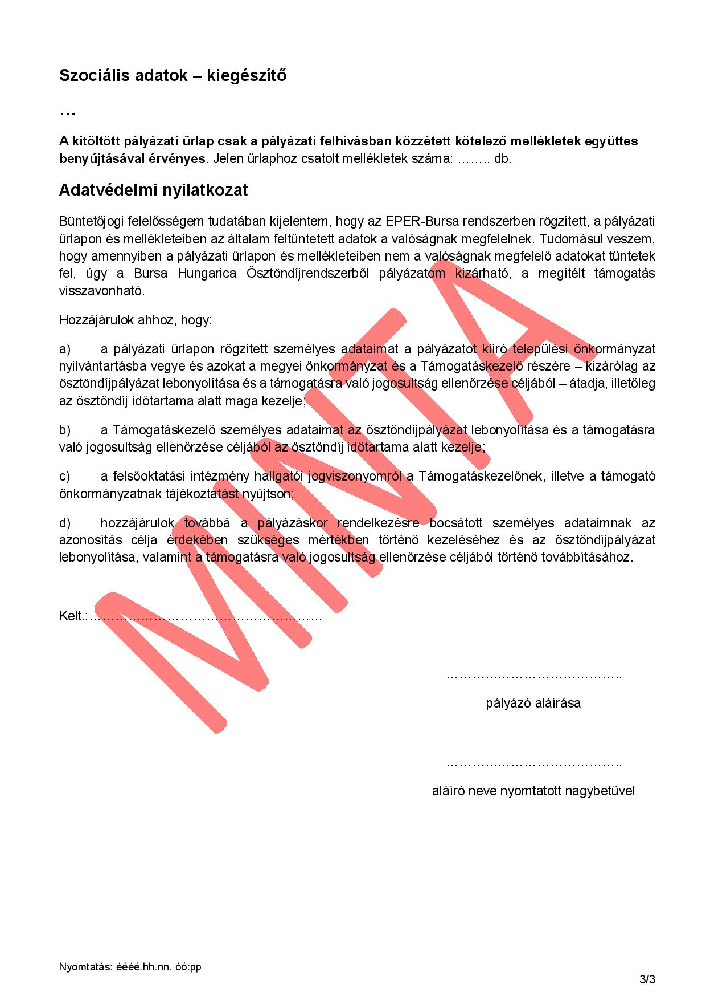 Szociális adatok – kiegészítő
…
A kitöltött pályázati űrlap csak a pályázati felhívásban közzétett kötelező mellékletek együttes
benyújtásával érvényes. Jelen űrlaphoz csatolt mellékletek száma: …….. db.
Adatvédelmi nyilatkozat
Büntetőjogi felelősségem tudatában kijelentem, hogy az EPER-Bursa rendszerben rögzített, a pályázati
űrlapon és mellékleteiben az általam feltüntetett adatok a valóságnak megfelelnek. Tudomásul veszem,
hogy amennyiben a pályázati űrlapon és mellékleteiben nem a valóságnak megfelelő adatokat tüntetek
fel, úgy a Bursa Hungarica Ösztöndíjrendszerből pályázatom kizárható, a megítélt támogatás
visszavonható.
Hozzájárulok ahhoz, hogy:
a) a pályázati űrlapon rögzített személyes adataimat a pályázatot kiíró települési önkormányzat
nyilvántartásba vegye és azokat a megyei önkormányzat és a Támogatáskezelő részére – kizárólag az
ösztöndíjpályázat lebonyolítása és a támogatásra való jogosultság ellenőrzése céljából – átadja, illetőleg
az ösztöndíj időtartama alatt maga kezelje;
b) a Támogatáskezelő személyes adataimat az ösztöndíjpályázat lebonyolítása és a támogatásra
való jogosultság ellenőrzése céljából az ösztöndíj időtartama alatt kezelje;
c) a felsőoktatási intézmény hallgatói jogviszonyomról a Támogatáskezelőnek, illetve a támogató
önkormányzatnak tájékoztatást nyújtson;
d) hozzájárulok továbbá a pályázáskor rendelkezésre bocsátott személyes adataimnak az
azonosítás célja érdekében szükséges mértékben történő kezeléséhez és az ösztöndíjpályázat
lebonyolítása, valamint a támogatásra való jogosultság ellenőrzése céljából történő továbbításához.
MINTA
Kelt.:………………………………………………
…………………………………..
pályázó aláírása
…………………………………..
aláíró neve nyomtatott nagybetűvel
Nyomtatás: éééé.hh.nn. óó:pp
3/3